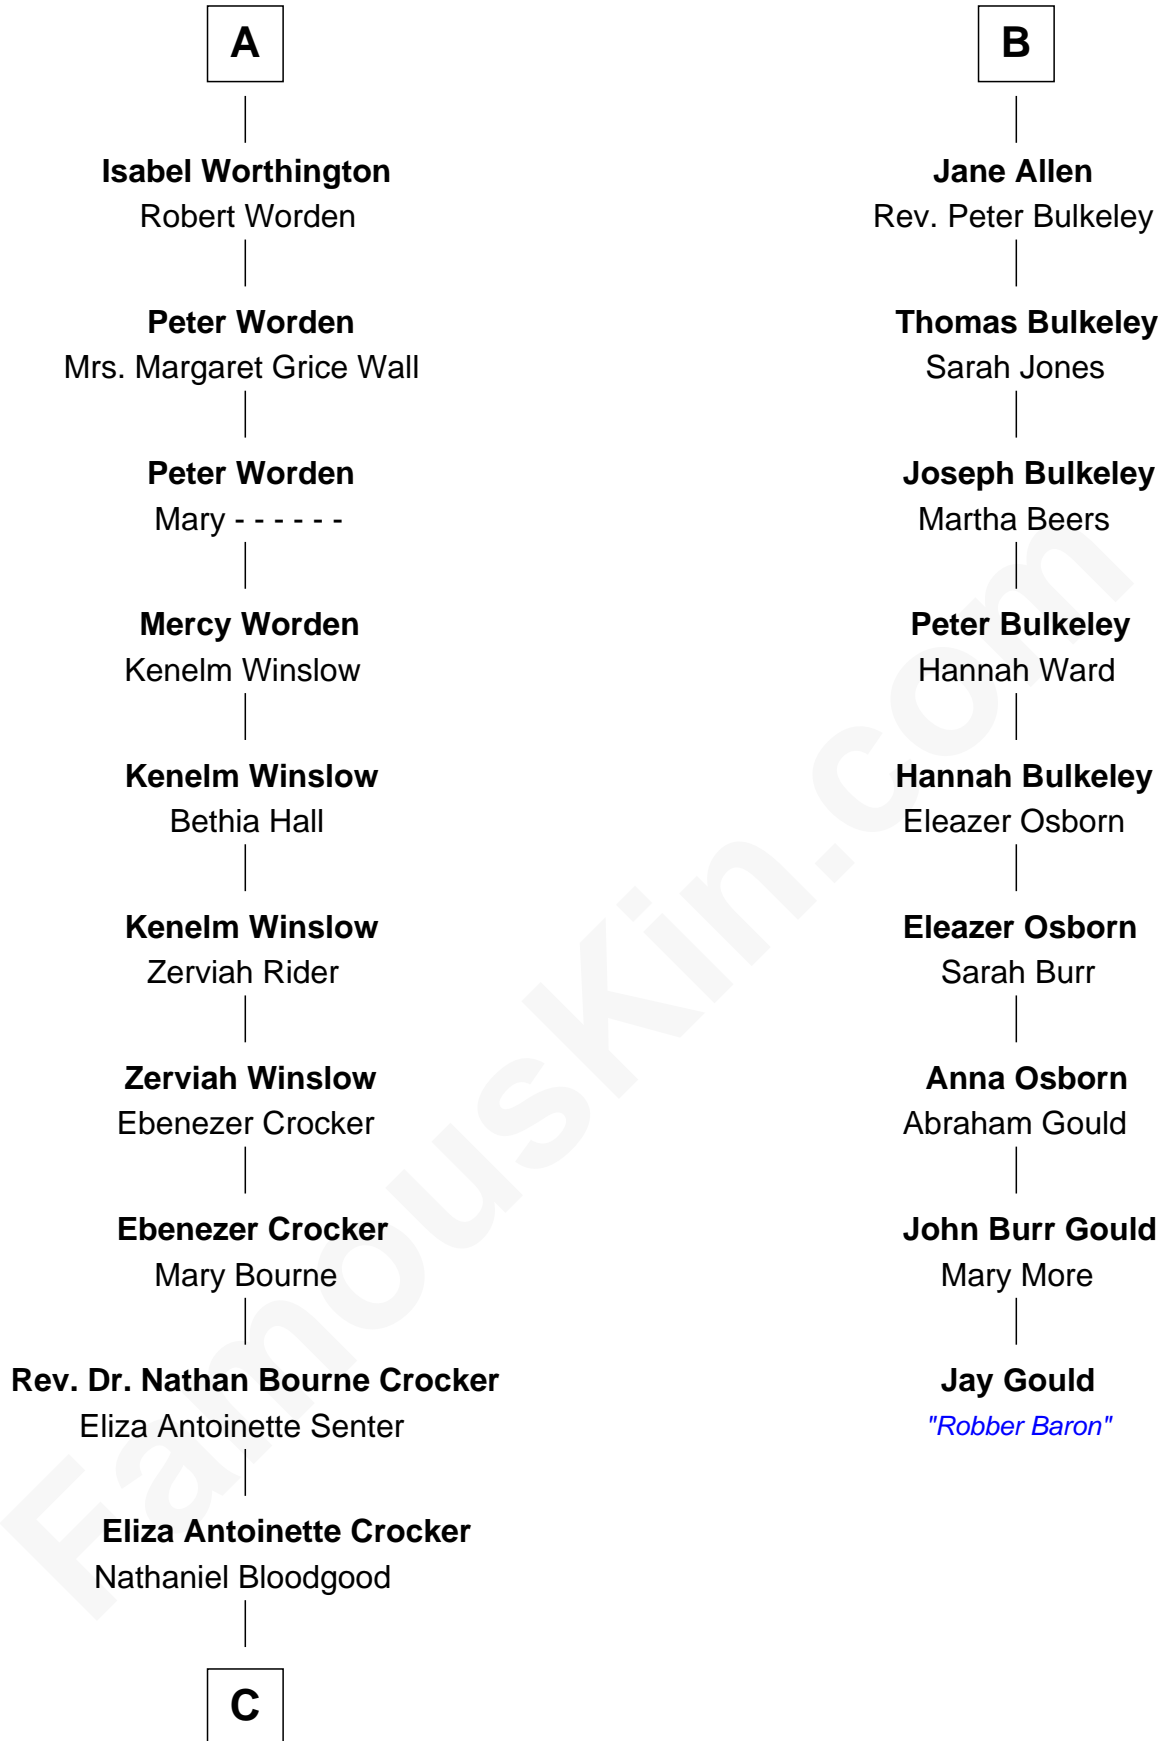 A
Isabel Worthington
Robert Worden
Peter Worden
Mrs. Margaret Grice Wall
Peter Worden
Mary - - - - - -
Mercy Worden
Kenelm Winslow
Kenelm Winslow
Bethia Hall
Kenelm Winslow
Zerviah Rider
Zerviah Winslow
Ebenezer Crocker
Ebenezer Crocker
Mary Bourne
Rev. Dr. Nathan Bourne Crocker
Eliza Antoinette Senter
Eliza Antoinette Crocker
Nathaniel Bloodgood
C
B
Jane Allen
Rev. Peter Bulkeley
Thomas Bulkeley
Sarah Jones
Joseph Bulkeley
Martha Beers
Peter Bulkeley
Hannah Ward
Hannah Bulkeley
Eleazer Osborn
Eleazer Osborn
Sarah Burr
Anna Osborn
Abraham Gould
John Burr Gould
Mary More
Jay Gould
"Robber Baron"
FamousKin.com